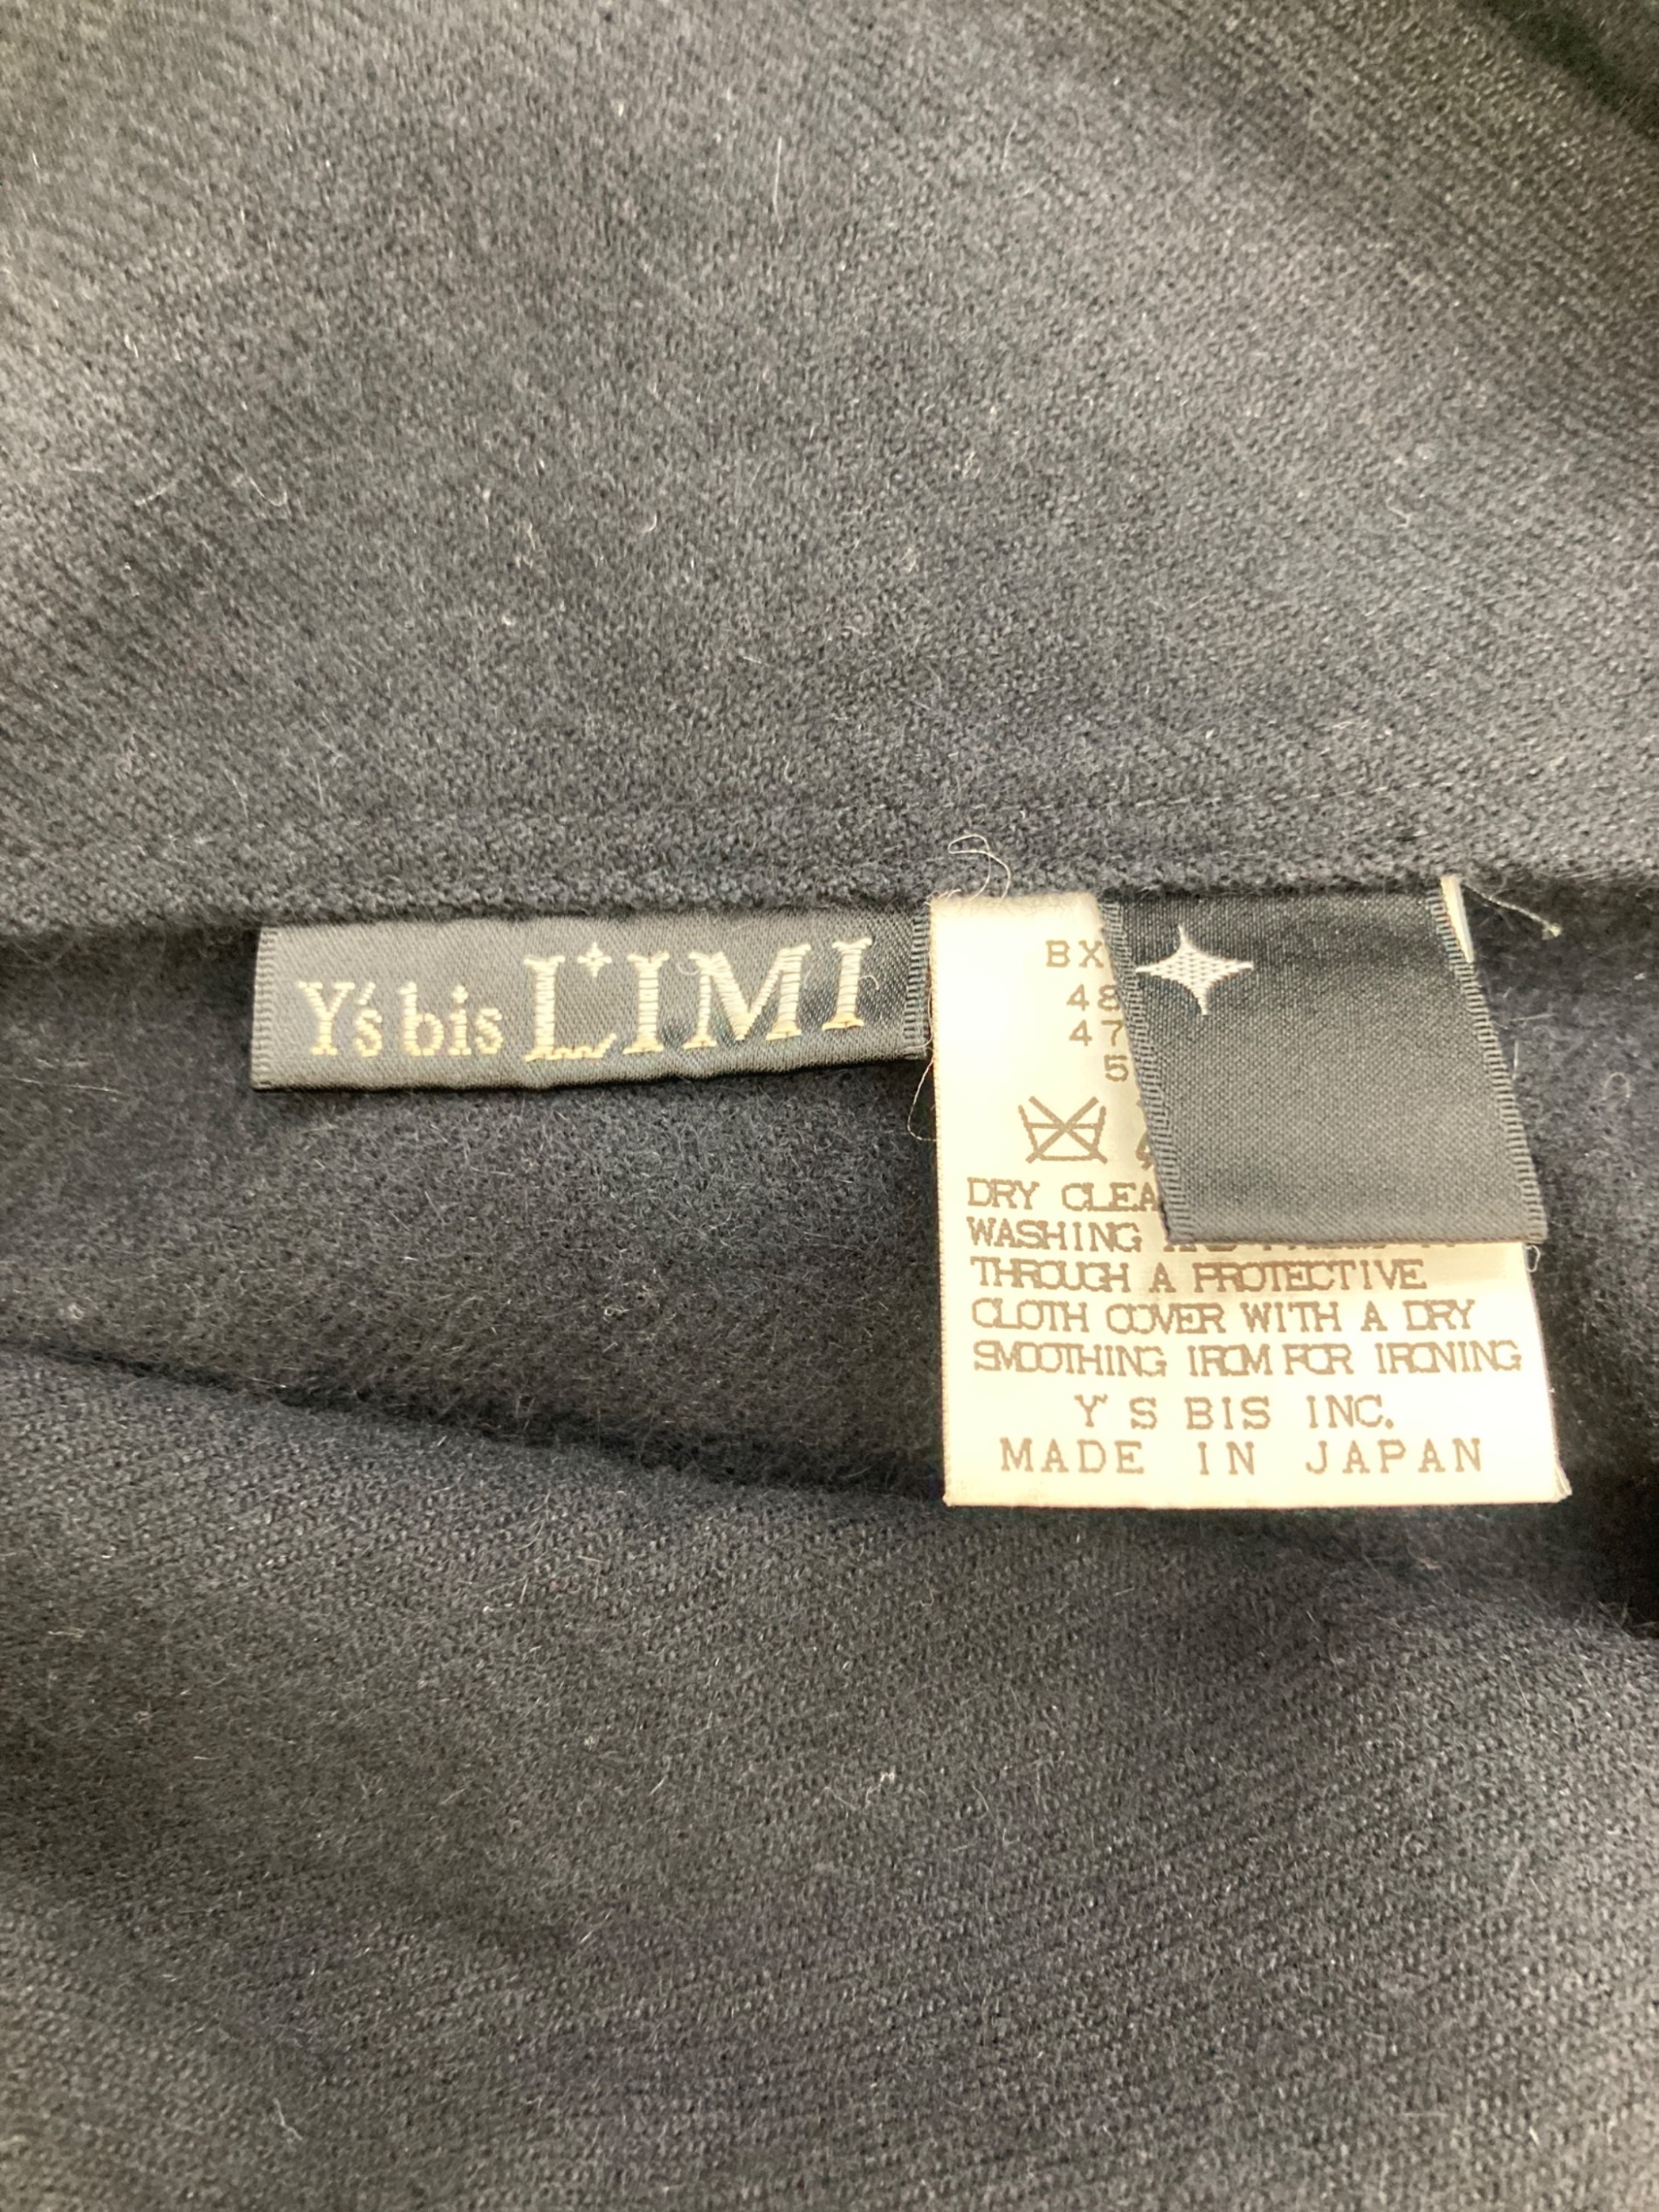 Y's bis LIMI
BX
48
47
5
DRY CLEA
WASHING
THROUGH A PROTECTIVE
CLOTH COVER WITH A DRY
SMOOTHING IROM FOR IRONING
Y'S BIS INC.
MADE IN JAPAN